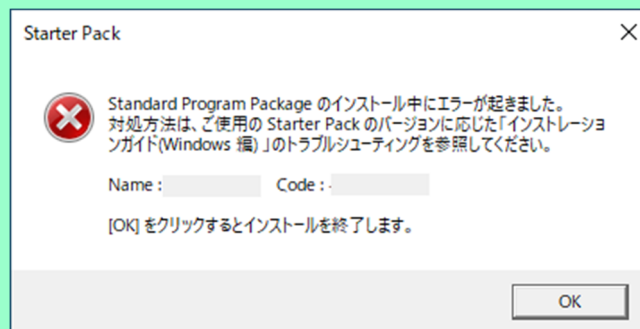 Starter Pack
Standard Program Package のインストール中にエラーが起きました。
対処方法は、ご使用の Starter Pack のバージョンに応じた「インストレーショ
ンガイド(Windows 編) 」のトラブルシューティングを参照してください。
Name : Code :
[OK] をクリックするとインストールを終了します。
OK